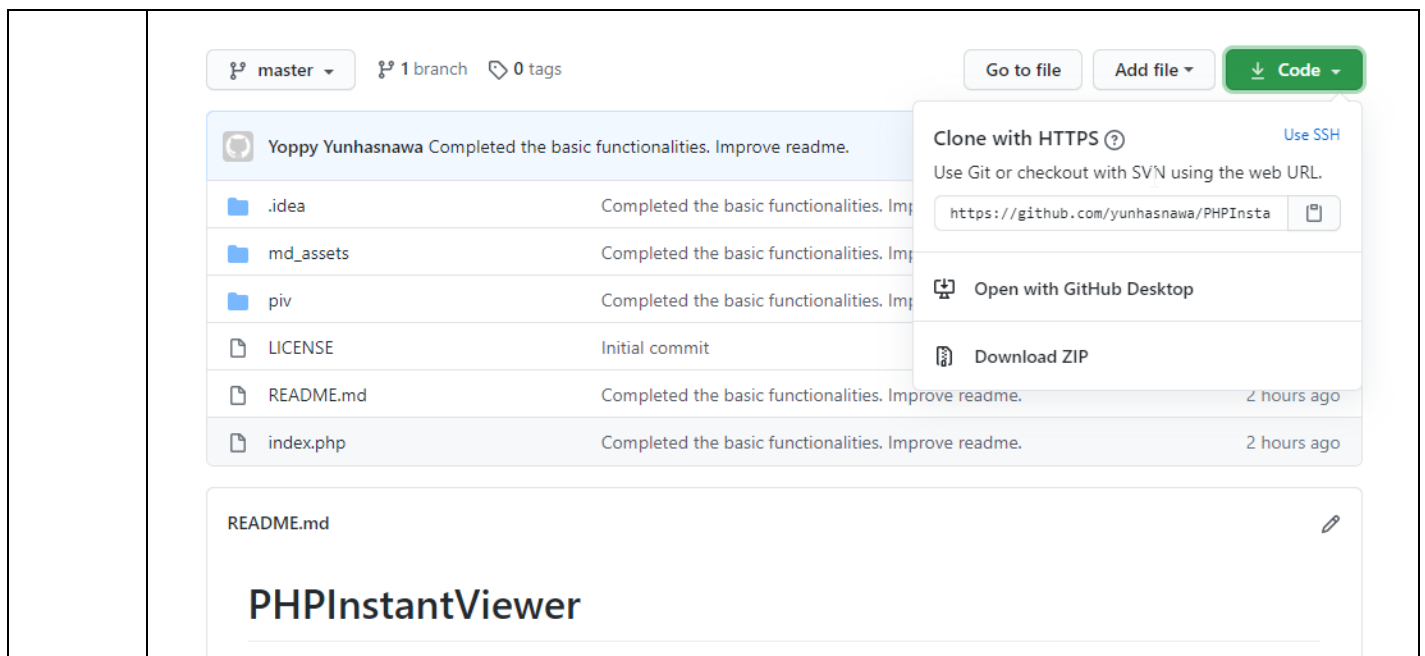 master 1 branch 0 tags Go to file Add file Code
Yoppy Yunhasnawa Completed the basic functionalities. Improve readme.
Clone with HTTPS Use SSH
Use Git or checkout with SVN using the web URL.
https://github.com/yunhasnawa/PHPInsta
Open with GitHub Desktop
Download ZIP
.idea Completed the basic functionalities. Imp
md_assets Completed the basic functionalities. Imp
piv Completed the basic functionalities. Imp
LICENSE Initial commit
README.md Completed the basic functionalities. Improve readme. 2 hours ago
index.php Completed the basic functionalities. Improve readme. 2 hours ago
README.md
PHPInstantViewer